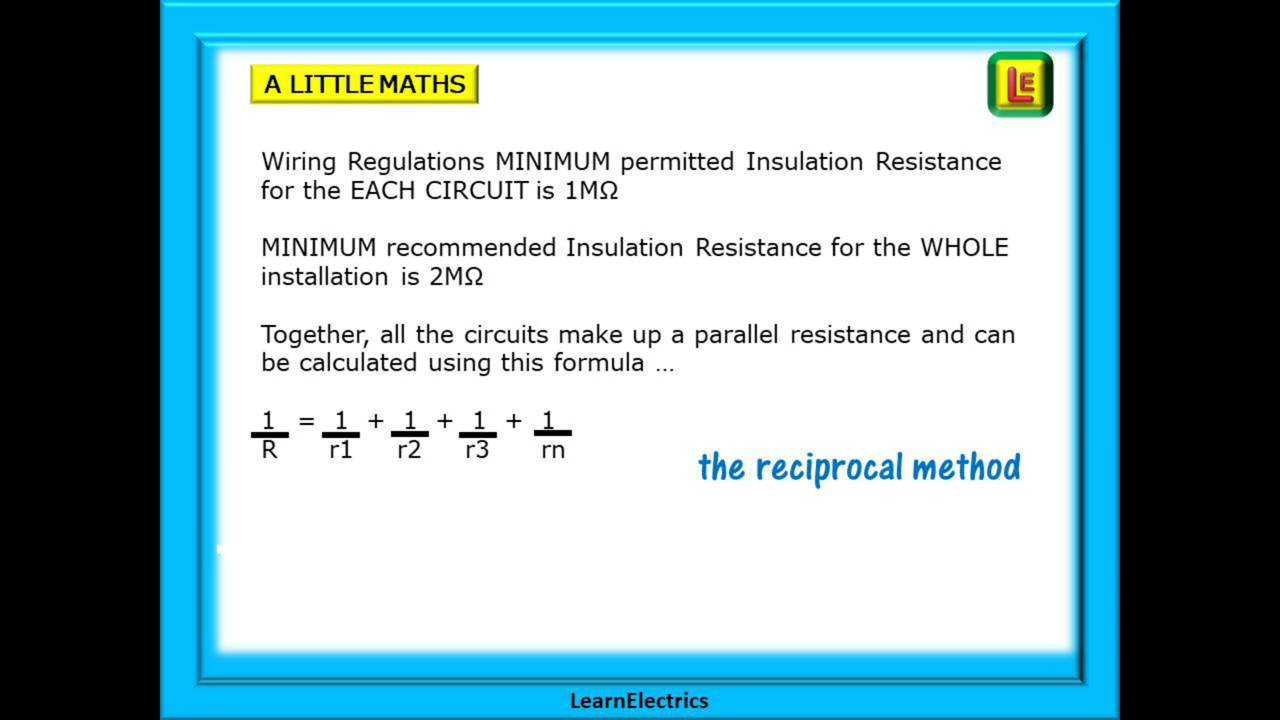 A LITTLE MATHS
LE
Wiring Regulations MINIMUM permitted Insulation Resistance
for the EACH CIRCUIT is 1MΩ
MINIMUM recommended Insulation Resistance for the WHOLE
installation is 2MΩ
Together, all the circuits make up a parallel resistance and can
be calculated using this formula ...
1 = 1 + 1 + 1 + 1
R r1 r2 r3 rn
the reciprocal method
LearnElectrics